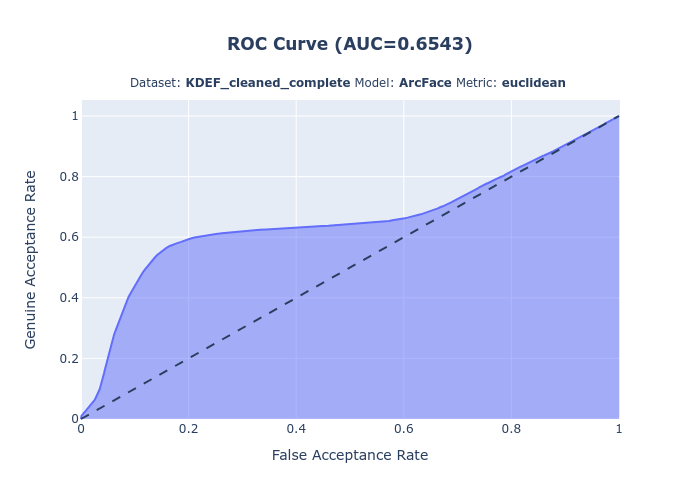 ROC Curve (AUC=0.6543)
Dataset: KDEF_cleaned_complete Model: ArcFace Metric: euclidean
Genuine Acceptance Rate
1
0.8
0.6
0.4
0.2
0
0 0.2 0.4 0.6 0.8 1
False Acceptance Rate